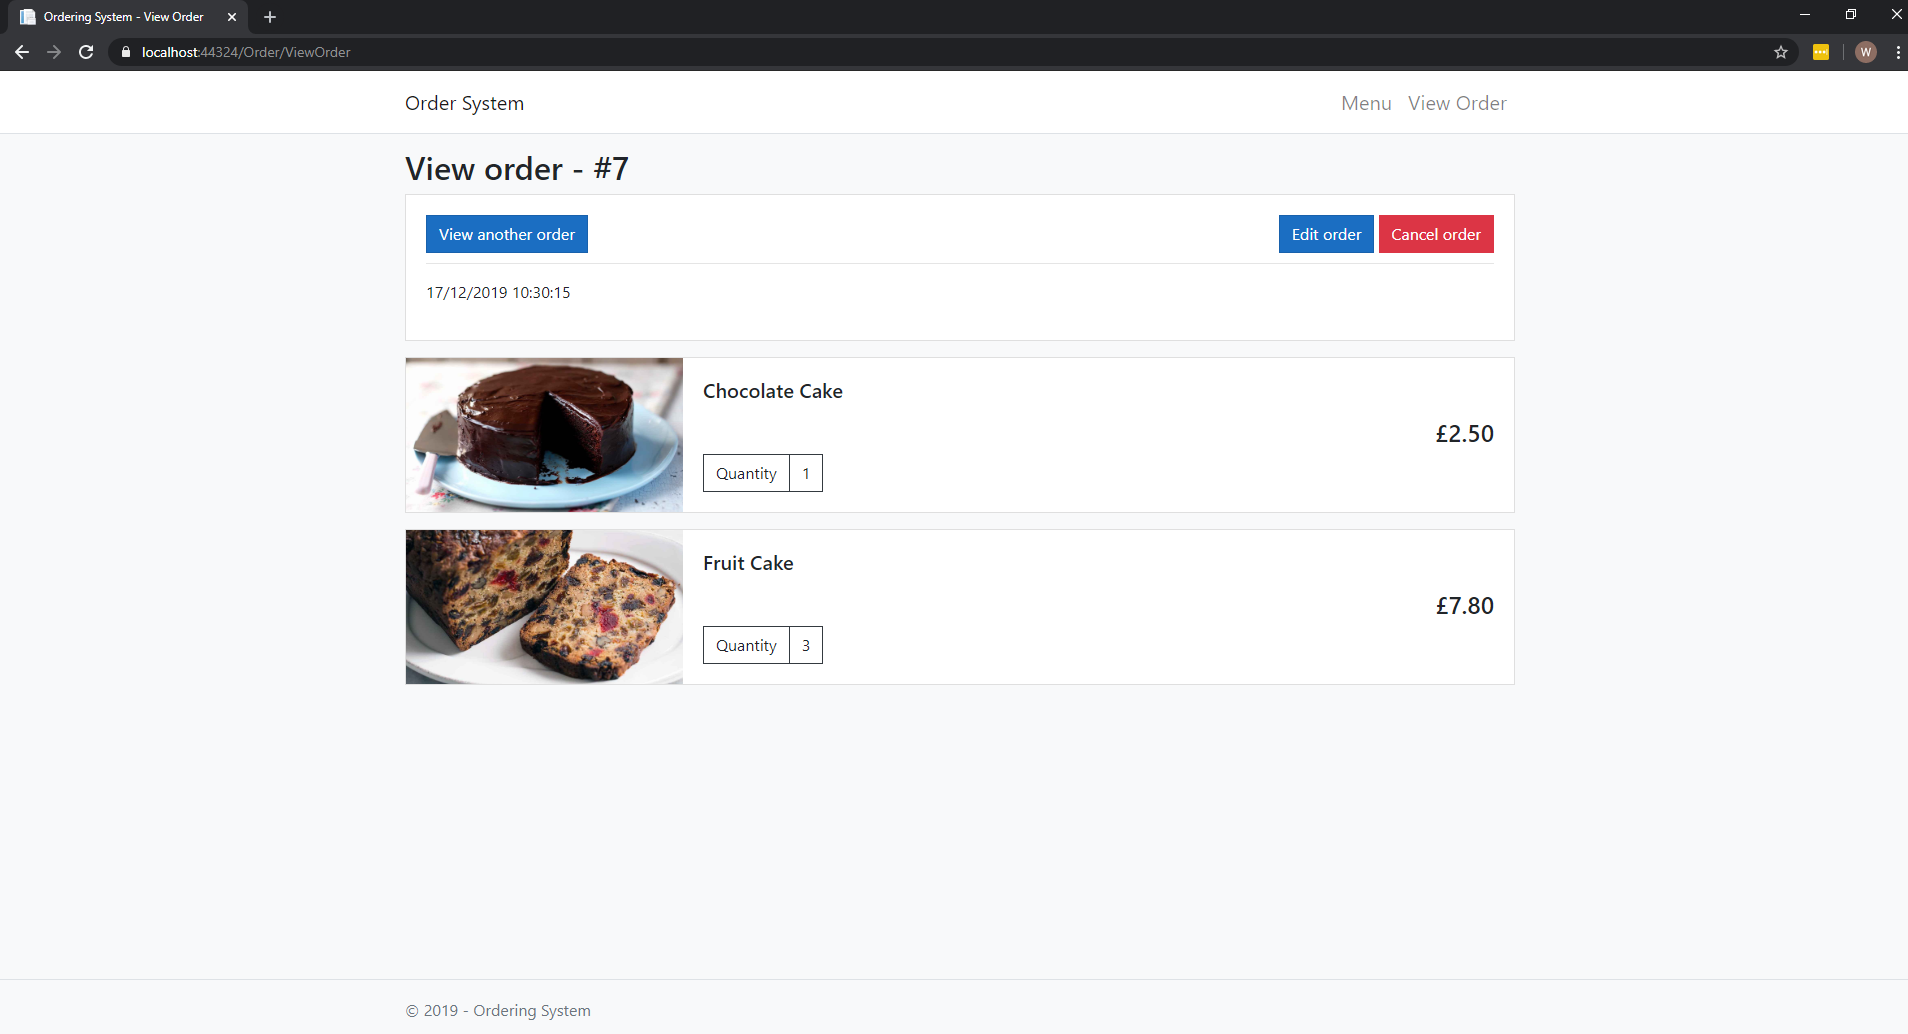 Ordering System - View Order
localhost:44324/Order/ViewOrder
W
Order System
Menu View Order
View order - #7
View another order
Edit order Cancel order
17/12/2019 10:30:15
Chocolate Cake
£2.50
Quantity 1
Fruit Cake
£7.80
Quantity 3
© 2019 - Ordering System